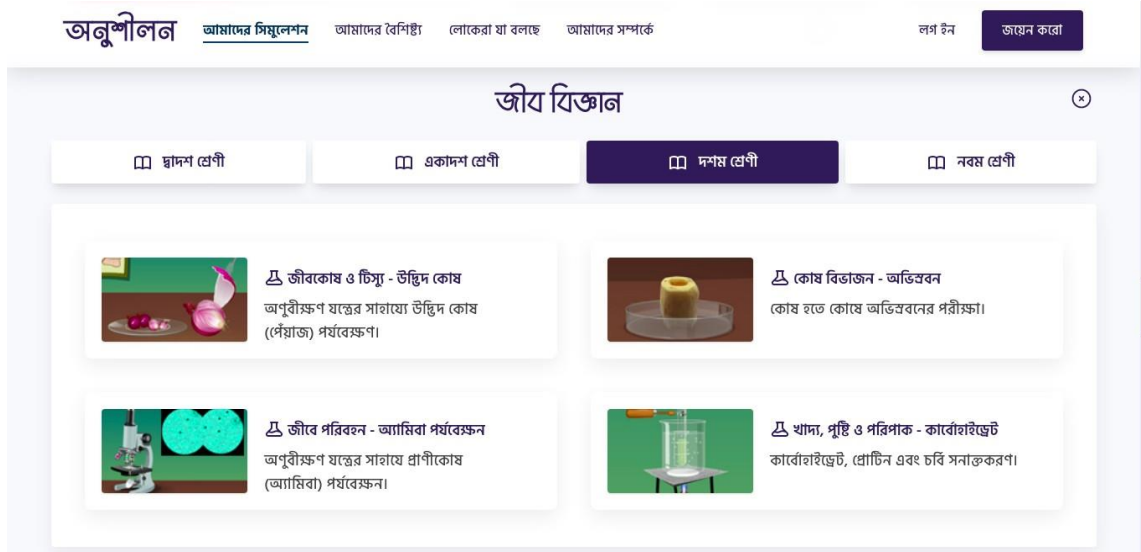 অনুশীলন
আমাদের সিমুলেশন
আমাদের বৈশিষ্ট্য
লোকেরা যা বলছে
আমাদের সম্পর্কে
লগ ইন
জয়েন করো
জীব বিজ্ঞান
দ্বাদশ শ্রেণী
একাদশ শ্রেণী
দশম শ্রেণী
নবম শ্রেণী
জীবকোষ ও টিস্যু - উদ্ভিদ কোষ
অণুবীক্ষণ যন্ত্রের সাহায্যে উদ্ভিদ কোষ
(পেঁয়াজ) পর্যবেক্ষণ।
কোষ বিভাজন - অভিস্রবন
কোষ হতে কোষে অভিস্রবনের পরীক্ষা।
জীবে পরিবহন - অ্যামিবা পর্যবেক্ষন
অণুবীক্ষণ যন্ত্রের সাহায্যে প্রাণীকোষ
(অ্যামিবা) পর্যবেক্ষন।
খাদ্য, পুষ্টি ও পরিপাক - কার্বোহাইড্রেট
কার্বোহাইড্রেট, প্রোটিন এবং চর্বি সনাক্তকরণ।